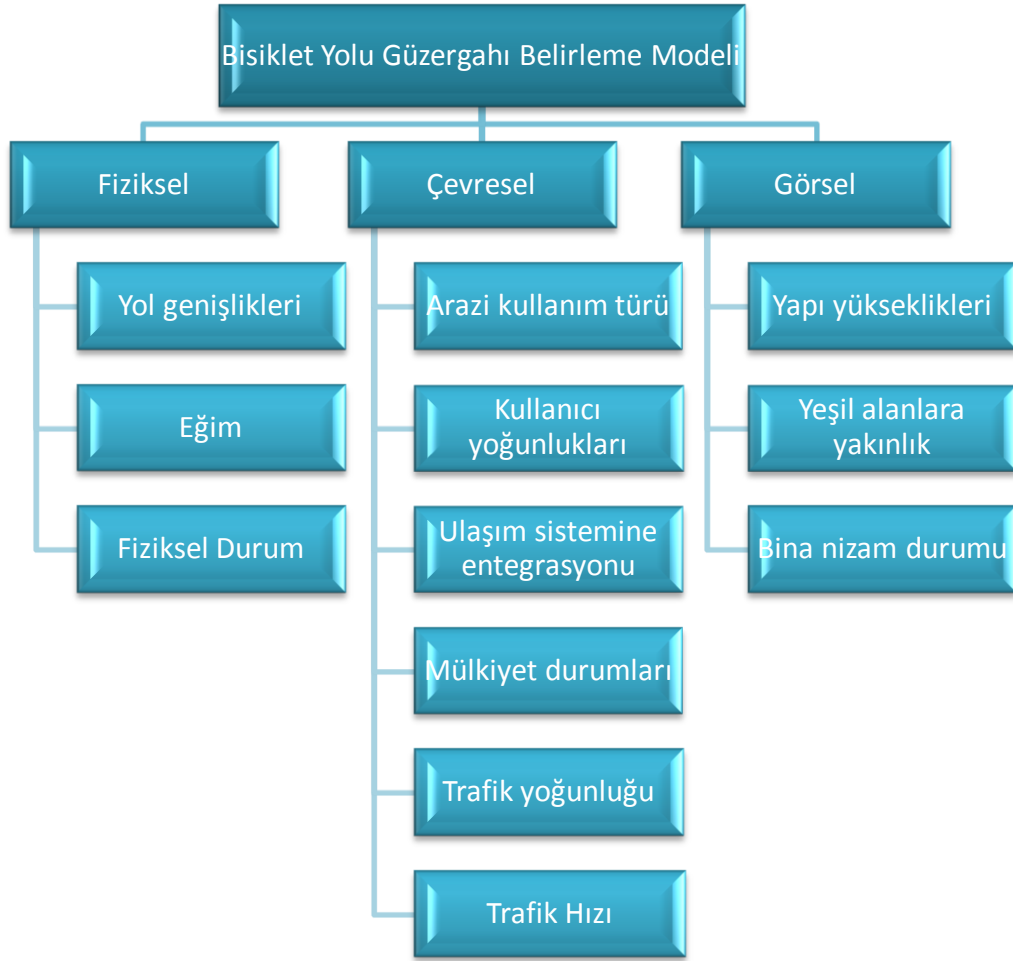 Bisiklet Yolu Güzergahı Belirleme Modeli
Fiziksel
Yol genişlikleri
Eğim
Fiziksel Durum
Çevresel
Arazi kullanım türü
Kullanıcı
yoğunlukları
Ulaşım sistemine
entegrasyonu
Mülkiyet durumları
Trafik yoğunluğu
Trafik Hızı
Görsel
Yapı yükseklikleri
Yeşil alanlara
yakınlık
Bina nizam durumu